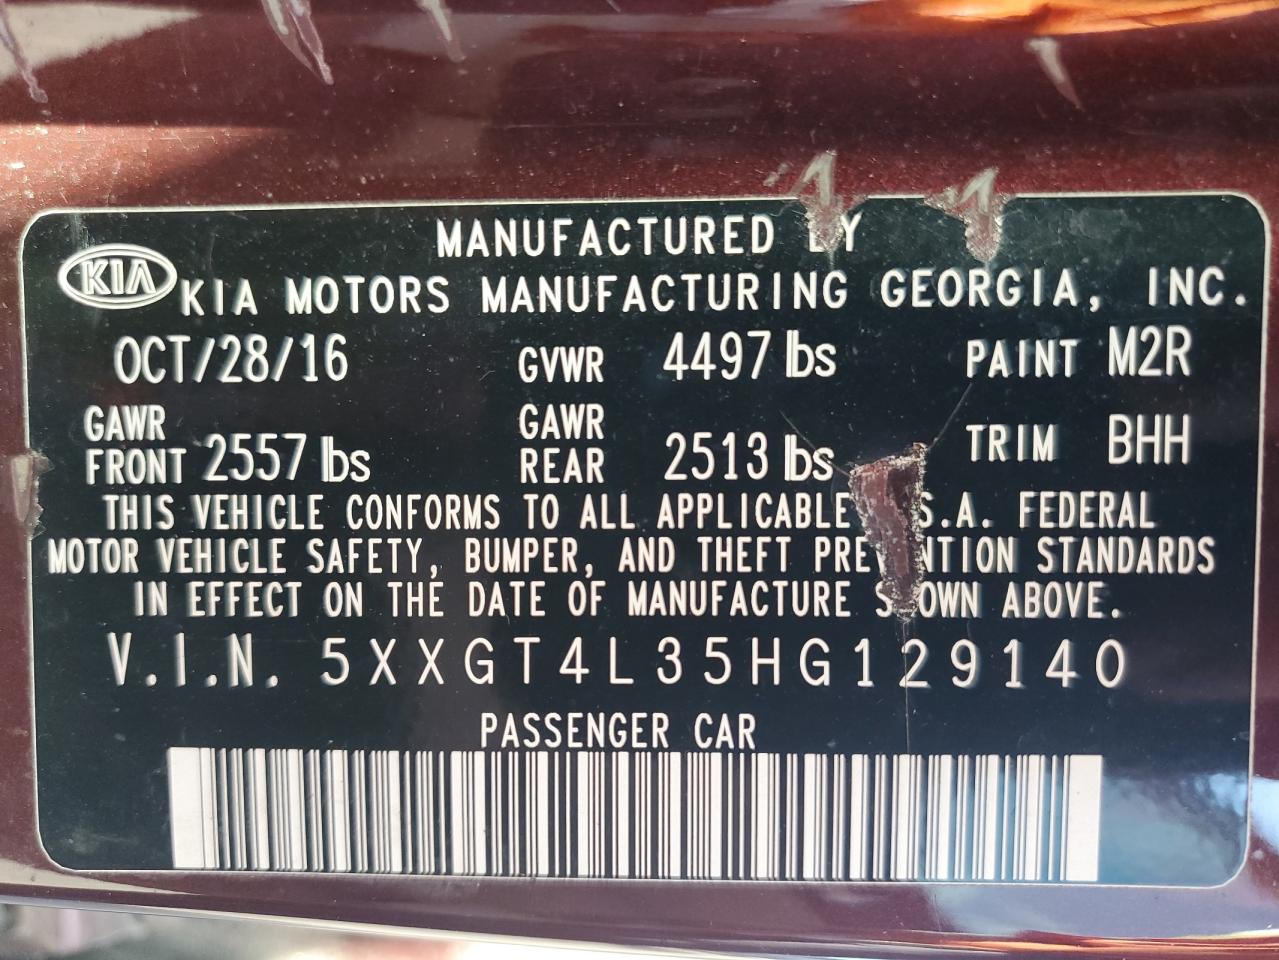 MANUFACTURED BY
KIA KIA MOTORS MANUFACTURING GEORGIA, INC.
OCT/28/16 GVWR 4497 lbs PAINT M2R
GAWR FRONT 2557 lbs GAWR REAR 2513 lbs TRIM BHH
THIS VEHICLE CONFORMS TO ALL APPLICABLE U.S.A. FEDERAL
MOTOR VEHICLE SAFETY, BUMPER, AND THEFT PREVENTION STANDARDS
IN EFFECT ON THE DATE OF MANUFACTURE SHOWN ABOVE.
V.I.N. 5XXGT4L35HG129140
PASSENGER CAR